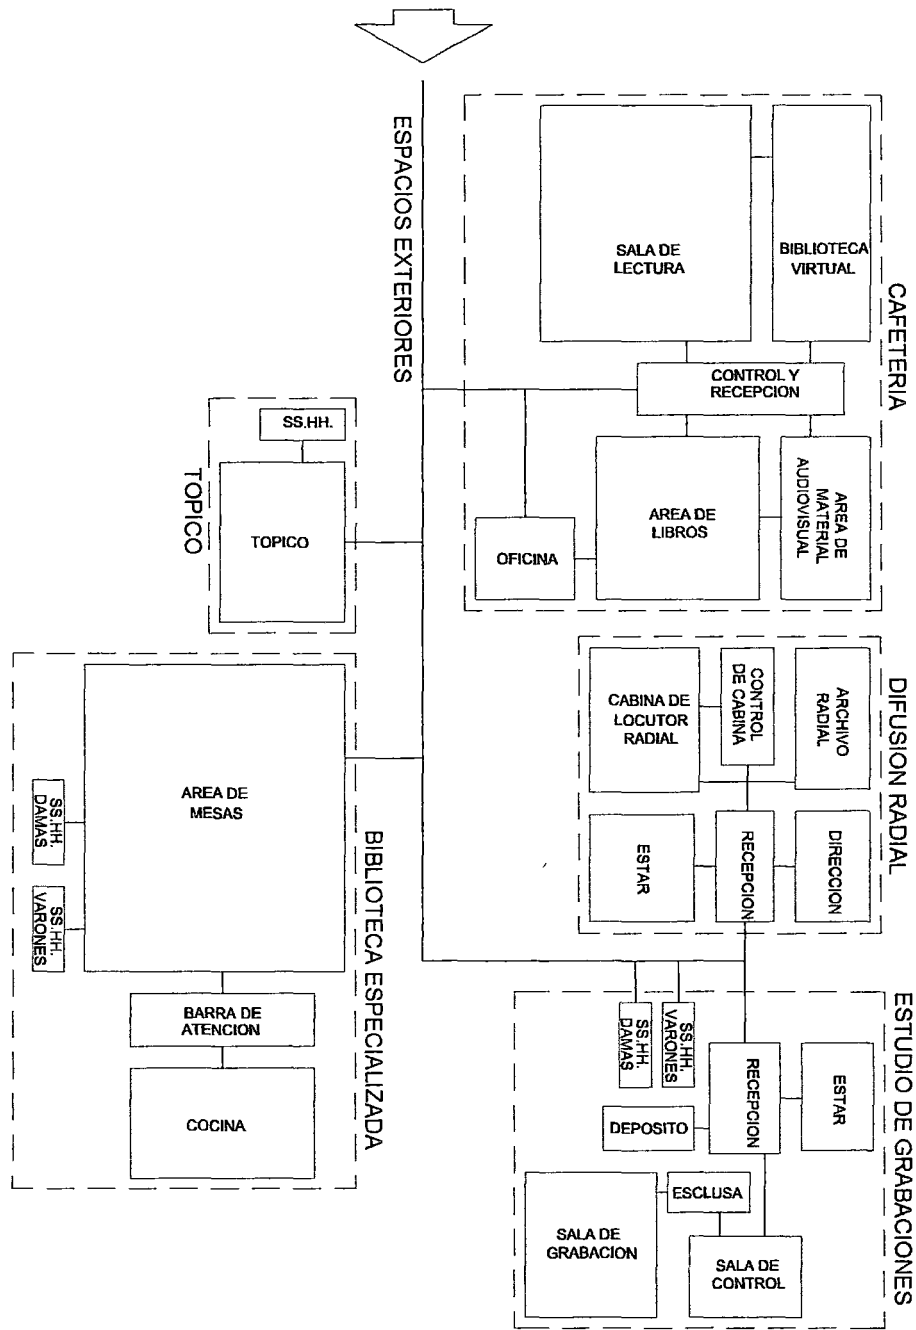 ESPACIOS EXTERIORES
CAFETERIA
SALA DE
LECTURA
BIBLIOTECA
VIRTUAL
CONTROL Y
RECEPCION
AREA DE
LIBROS
AREA DE
MATERIAL
AUDIOVISUAL
OFICINA
TOPICO
SS.HH.
TOPICO
DIFUSION RADIAL
CABINA DE
LOCUTOR
RADIAL
CONTROL
DE CABINA
ARCHIVO
RADIAL
ESTAR
RECEPCION
DIRECCION
BIBLIOTECA ESPECIALIZADA
AREA DE
MESAS
SS.HH.
DAMAS
SS.HH.
VARONES
BARRA DE
ATENCION
COCINA
ESTUDIO DE GRABACIONES
SS.HH.
DAMAS
SS.HH.
VARONES
RECEPCION
ESTAR
DEPOSITO
ESCLUSA
SALA DE
GRABACION
SALA DE
CONTROL